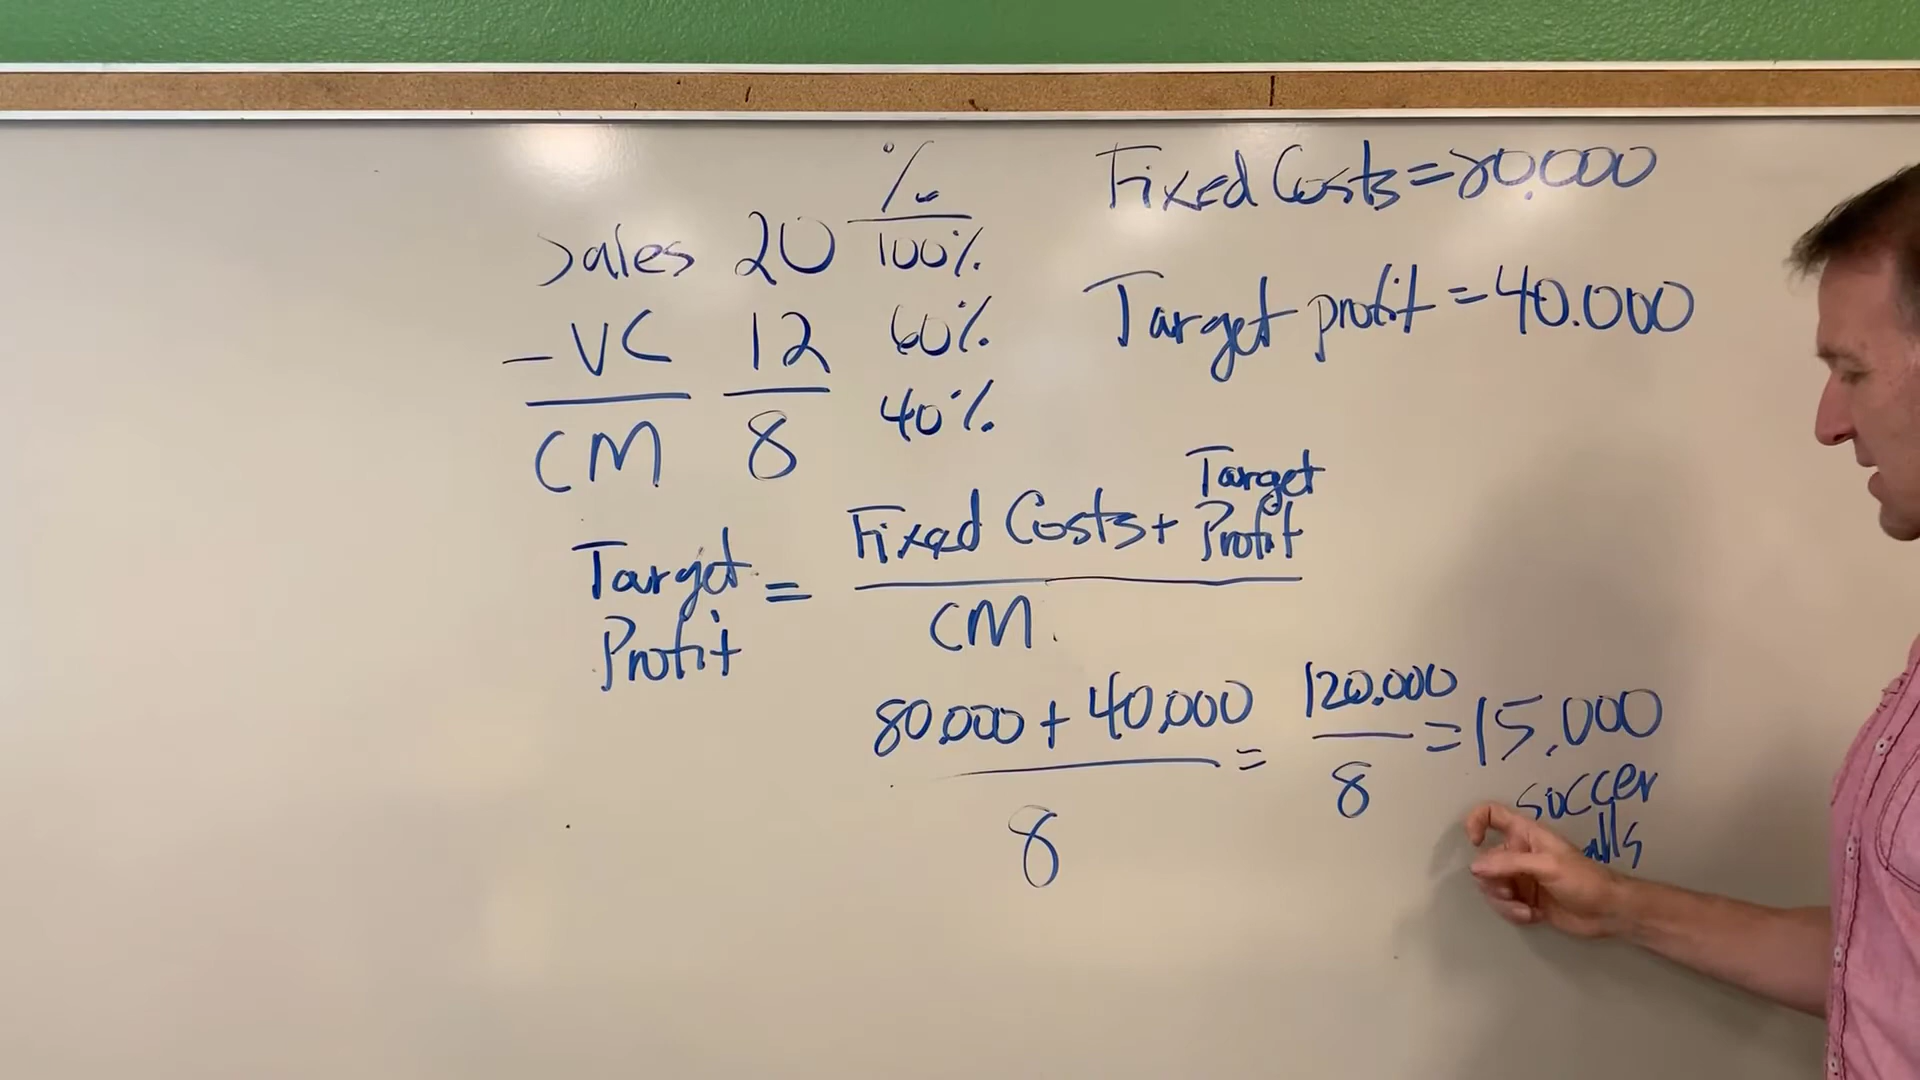 %
Sales 20 100%
- VC 12 60%
CM 8 40%
Fixed Costs = 80.000
Target profit = 40.000
Target Profit = Fixed Costs + Target Profit
CM
80,000 + 40,000 = 120.000 = 15,000
8 8
soccer